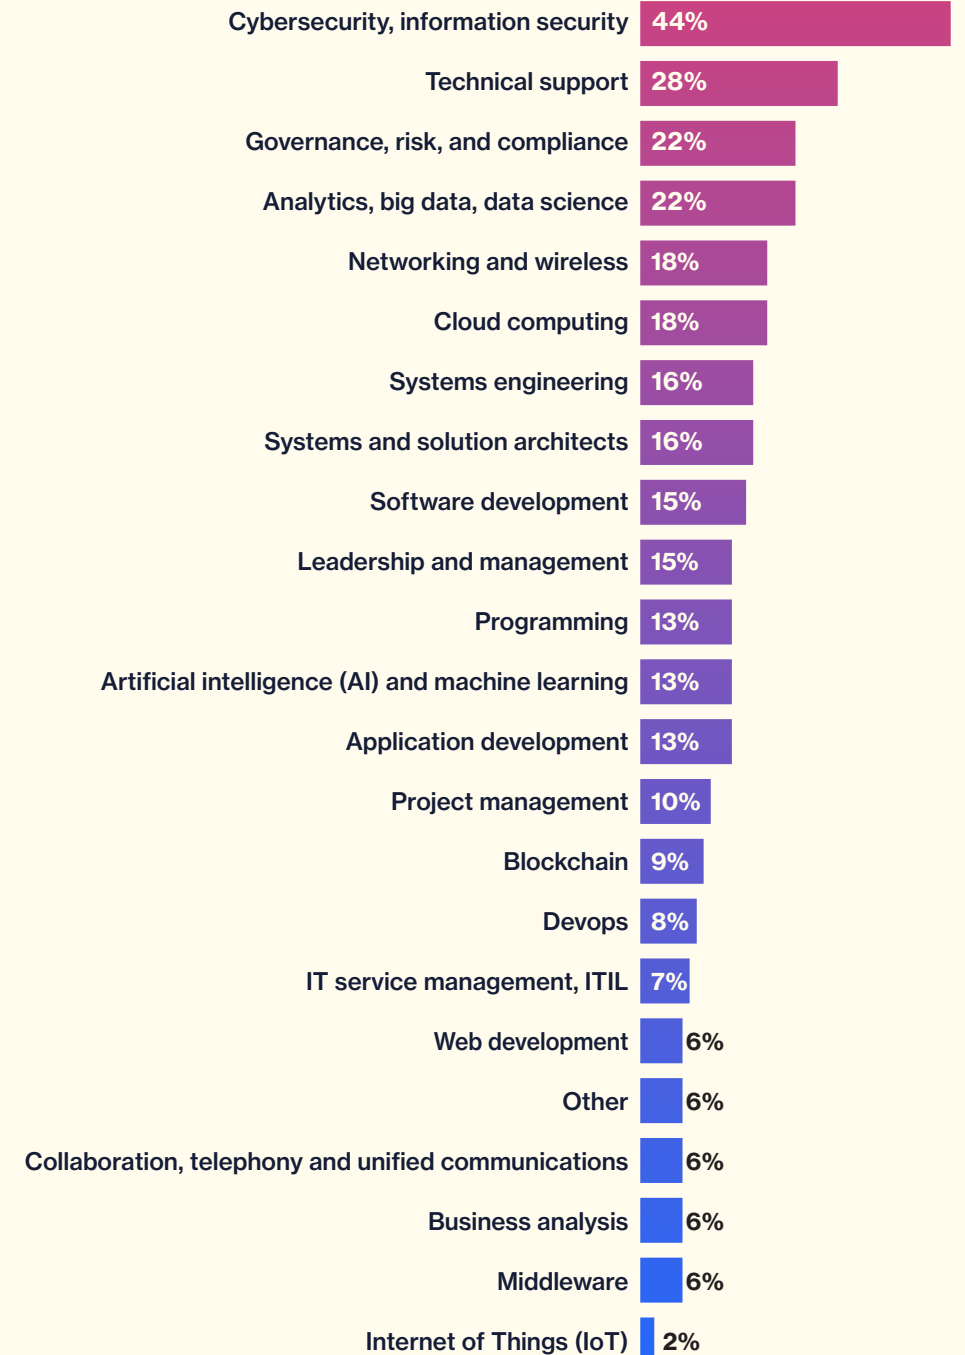 Cybersecurity, information security 44%
Technical support 28%
Governance, risk, and compliance 22%
Analytics, big data, data science 22%
Networking and wireless 18%
Cloud computing 18%
Systems engineering 16%
Systems and solution architects 16%
Software development 15%
Leadership and management 15%
Programming 13%
Artificial intelligence (AI) and machine learning 13%
Application development 13%
Project management 10%
Blockchain 9%
Devops 8%
IT service management, ITIL 7%
Web development 6%
Other 6%
Collaboration, telephony and unified communications 6%
Business analysis 6%
Middleware 6%
Internet of Things (IoT) 2%